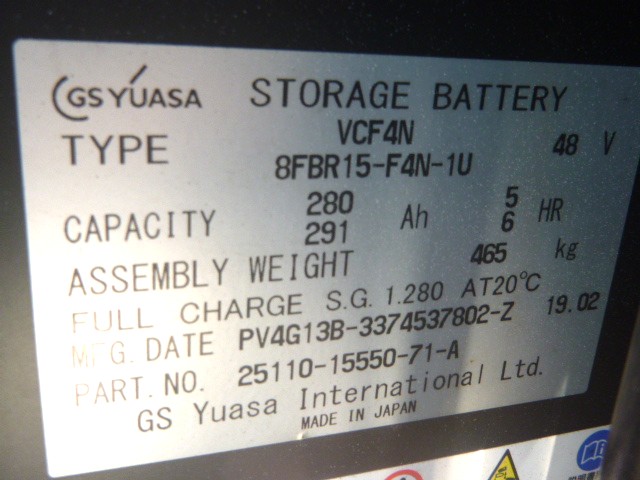 GS YUASA STORAGE BATTERY
TYPE VCF4N 48 V
8FBR15-F4N-1U
CAPACITY 280 Ah 5 HR
291 6
ASSEMBLY WEIGHT 465 kg
FULL CHARGE S.G. 1.280 AT20℃
MFG. DATE PV4G13B-3374537802-Z 19.02
PART. NO. 25110-15550-71-A
GS Yuasa International Ltd.
MADE IN JAPAN